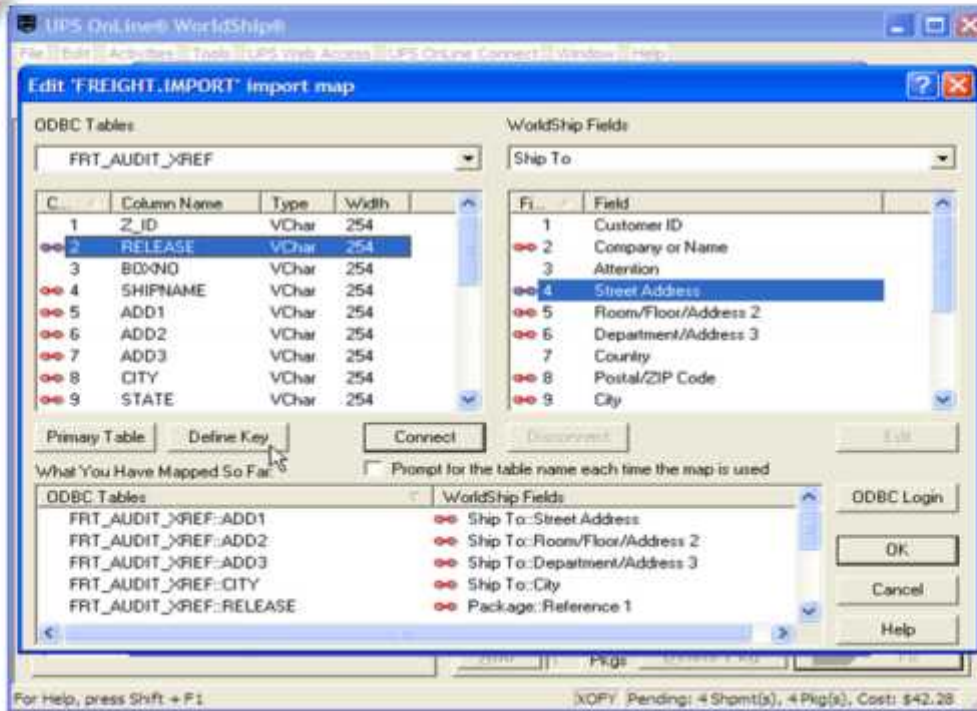 UPS OnLine® WorldShip®
File Edit Activities Tools UPS Web Access UPS OnLine Connect Window Help
Edit 'FREIGHT.IMPORT' import map
ODBC Tables
WorldShip Fields
FRT_AUDIT_XREF
Ship To
C... Column Name Type Width
Fi... Field
1 Z_ID VChar 254
1 Customer ID
2 RELEASE VChar 254
2 Company or Name
3 BOXNO VChar 254
3 Attention
4 SHIPNAME VChar 254
4 Street Address
5 ADD1 VChar 254
5 Room/Floor/Address 2
6 ADD2 VChar 254
6 Department/Address 3
7 ADD3 VChar 254
7 Country
8 CITY VChar 254
8 Postal/ZIP Code
9 STATE VChar 254
9 City
Primary Table Define Key Connect Disconnect Edit
What You Have Mapped So Far:
Prompt for the table name each time the map is used
ODBC Tables WorldShip Fields
ODBC Login
FRT_AUDIT_XREF::ADD1 Ship To::Street Address
FRT_AUDIT_XREF::ADD2 Ship To::Room/Floor/Address 2
FRT_AUDIT_XREF::ADD3 Ship To::Department/Address 3
OK
FRT_AUDIT_XREF::CITY Ship To::City
Cancel
FRT_AUDIT_XREF::RELEASE Package::Reference 1
Help
Pkgs
For Help, press Shift + F1
XOFY Pending: 4 Shpmt(s), 4 Pkg(s), Cost: $42.28